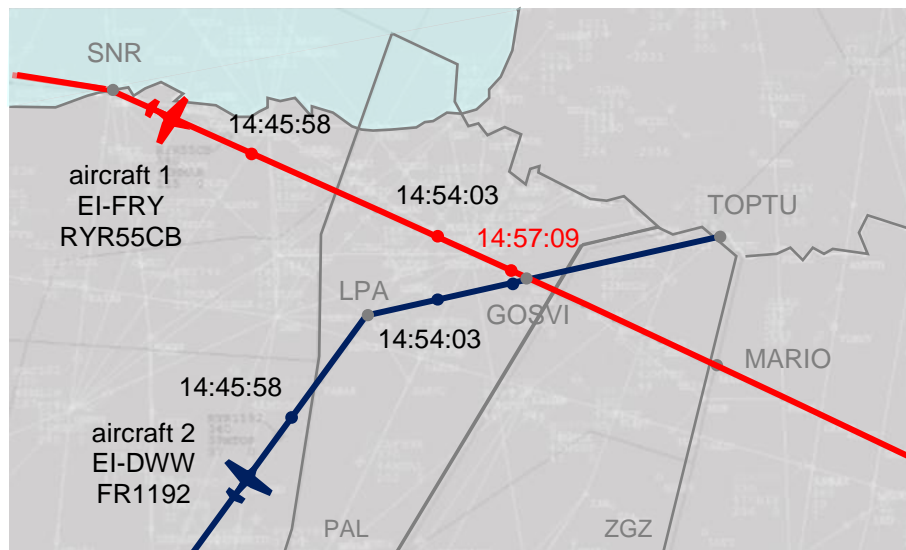 SNR
14:45:58
aircraft 1
EI-FRY
RYR55CB
14:54:03
14:57:09
TOPTU
LPA
GOSVI
14:54:03
MARIO
14:45:58
aircraft 2
EI-DWW
FR1192
PAL
ZGZ